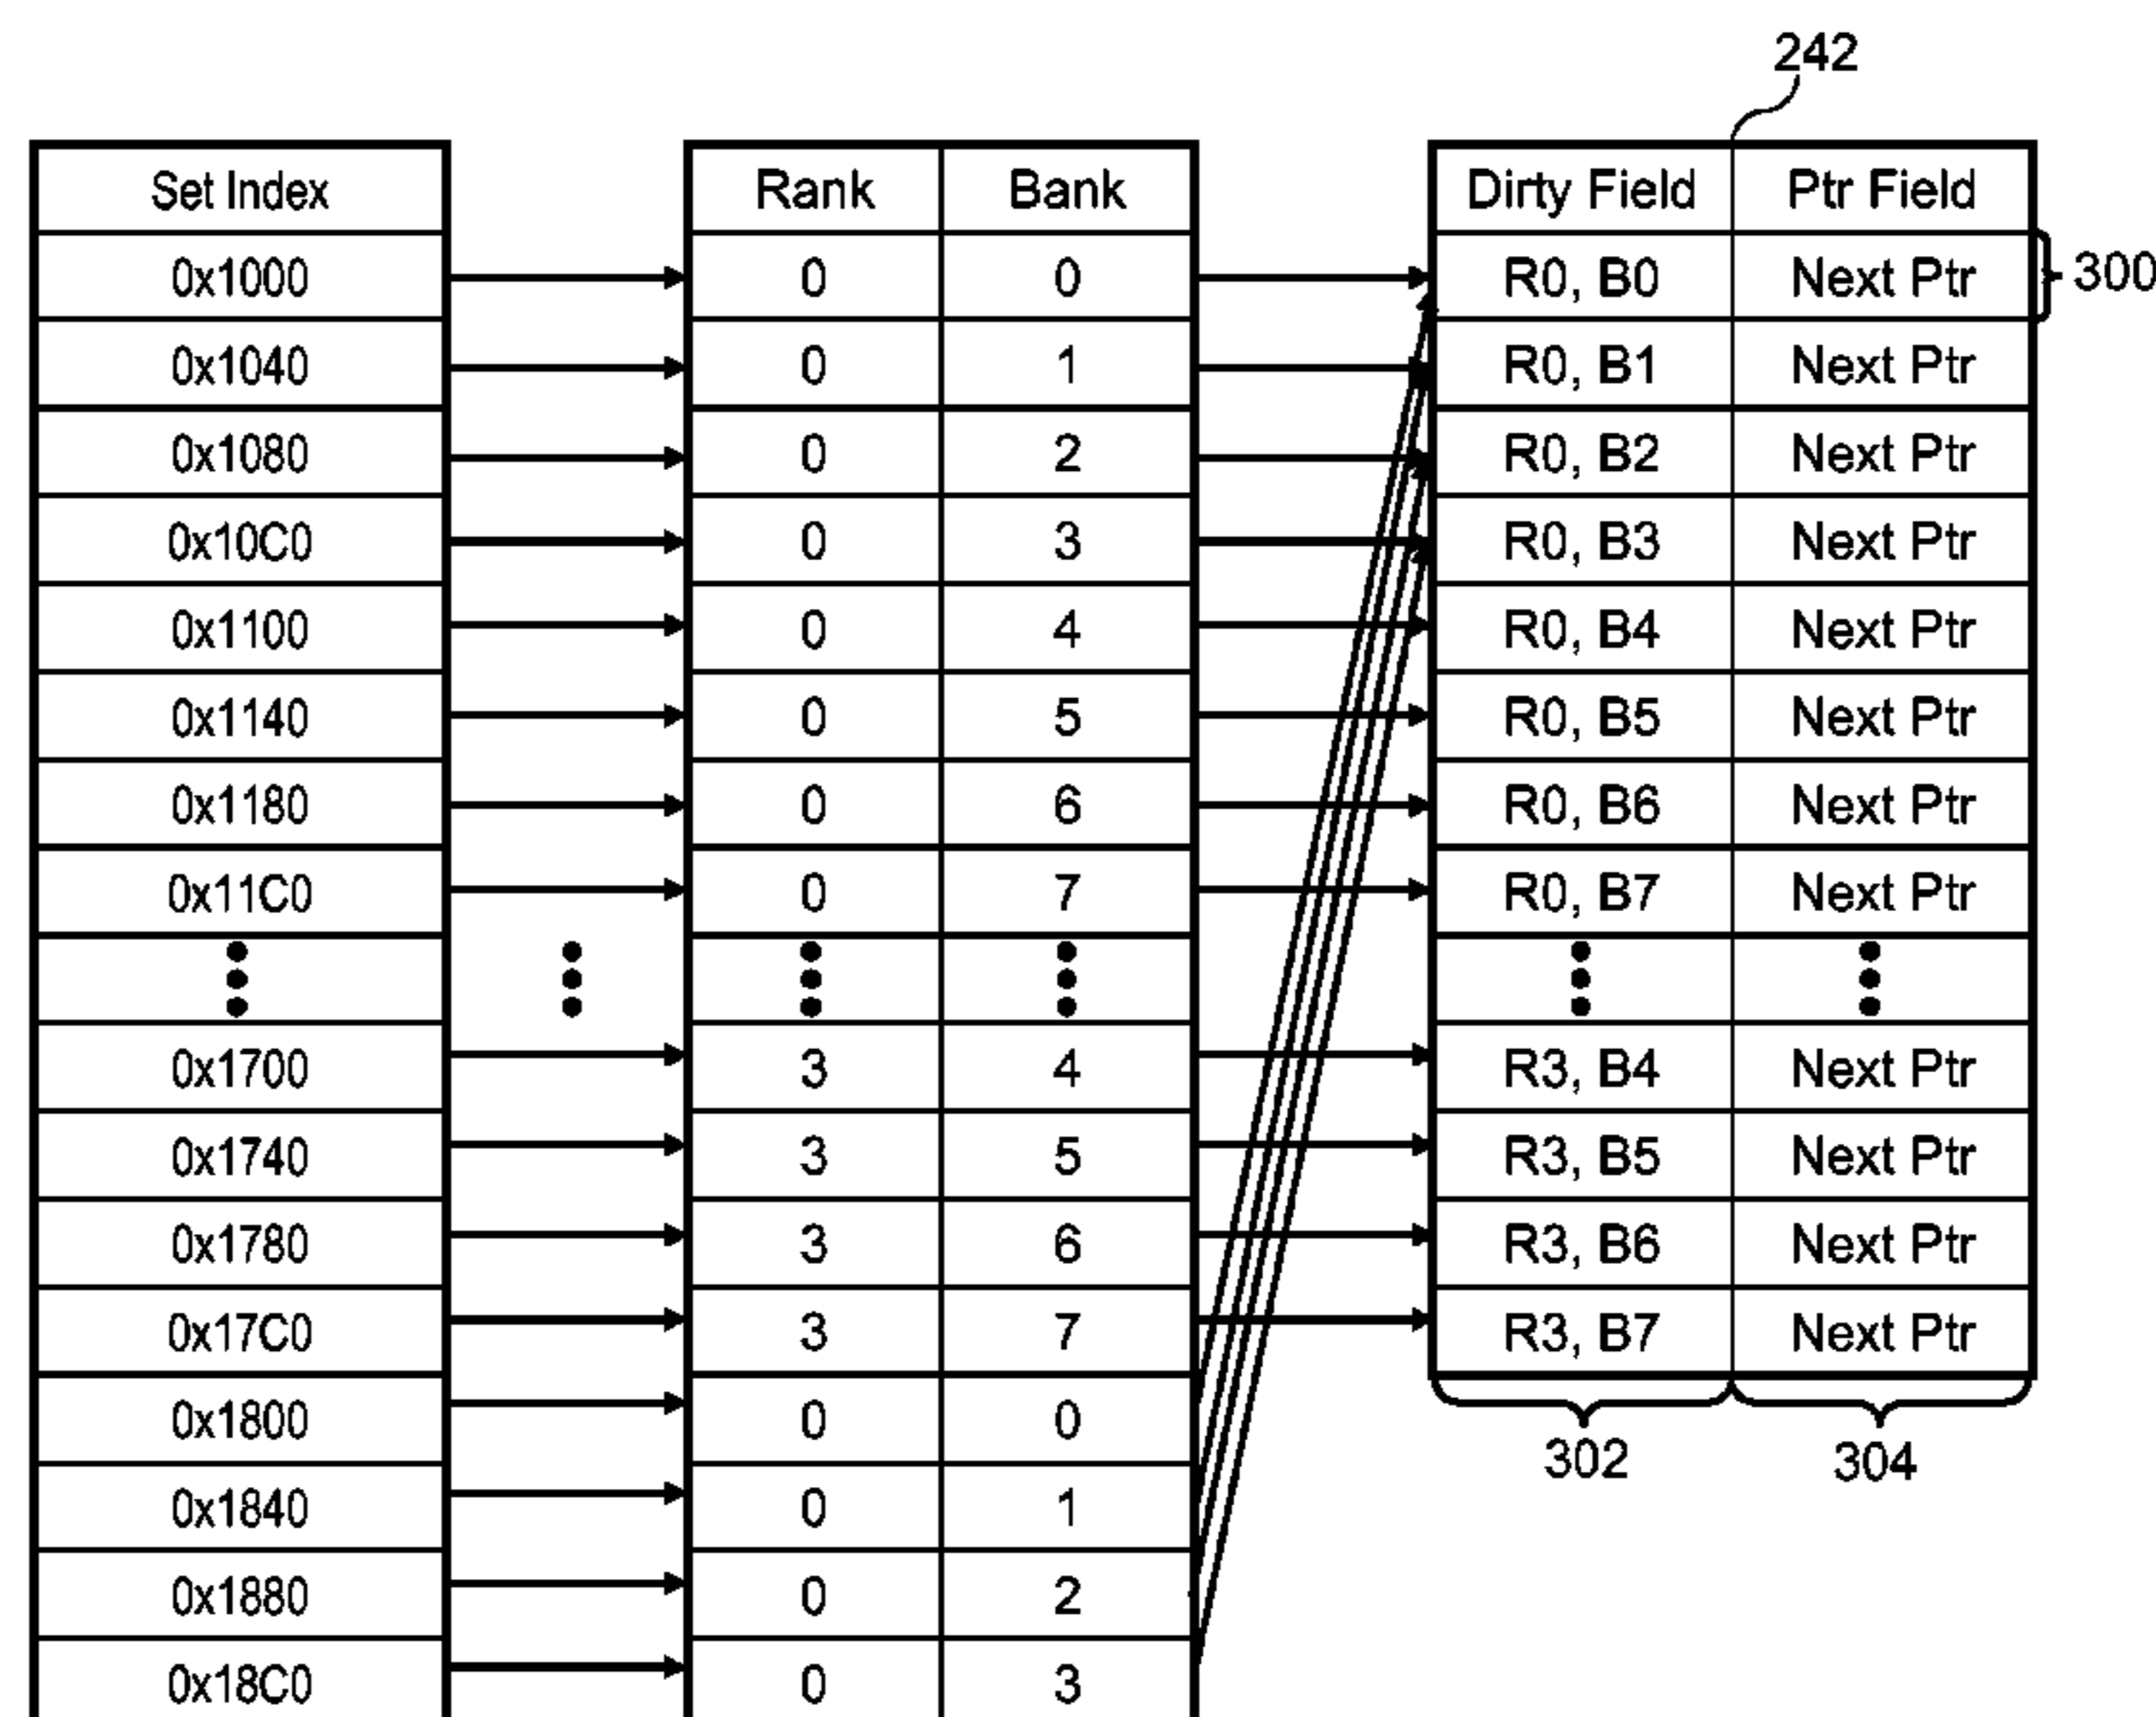 242
Set Index Rank Bank Dirty Field Ptr Field
0x1000 0 0 R0, B0 Next Ptr 300
0x1040 0 1 R0, B1 Next Ptr
0x1080 0 2 R0, B2 Next Ptr
0x10C0 0 3 R0, B3 Next Ptr
0x1100 0 4 R0, B4 Next Ptr
0x1140 0 5 R0, B5 Next Ptr
0x1180 0 6 R0, B6 Next Ptr
0x11C0 0 7 R0, B7 Next Ptr
0x1700 3 4 R3, B4 Next Ptr
0x1740 3 5 R3, B5 Next Ptr
0x1780 3 6 R3, B6 Next Ptr
0x17C0 3 7 R3, B7 Next Ptr
0x1800 0 0
302 304
0x1840 0 1
0x1880 0 2
0x18C0 0 3